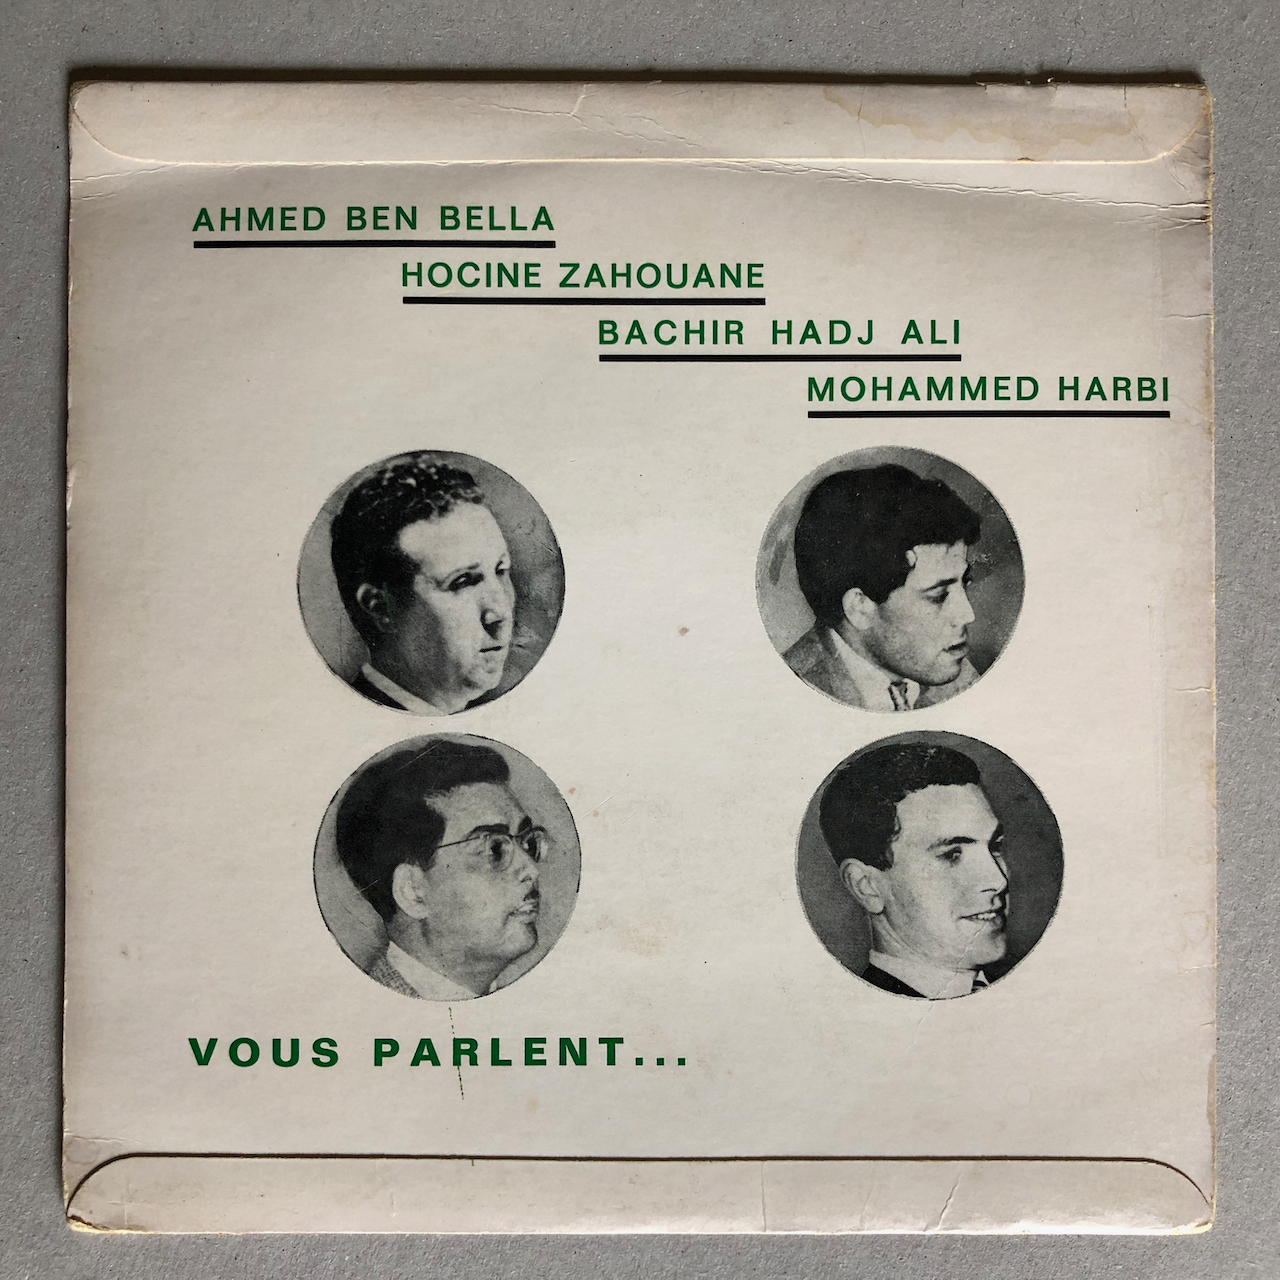 AHMED BEN BELLA
HOCINE ZAHOUANE
BACHIR HADJ ALI
MOHAMMED HARBI
VOUS PARLENT...